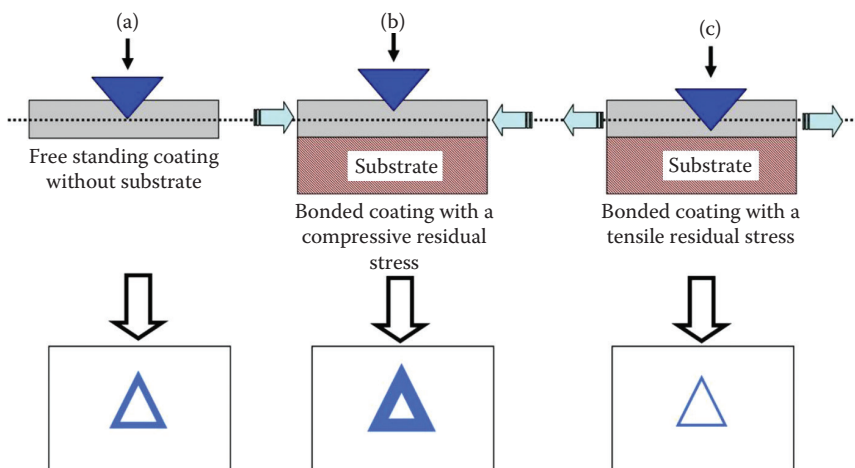 (a)
(b)
(c)
Free standing coating
without substrate
Substrate
Bonded coating with a
compressive residual
stress
Substrate
Bonded coating with a
tensile residual stress